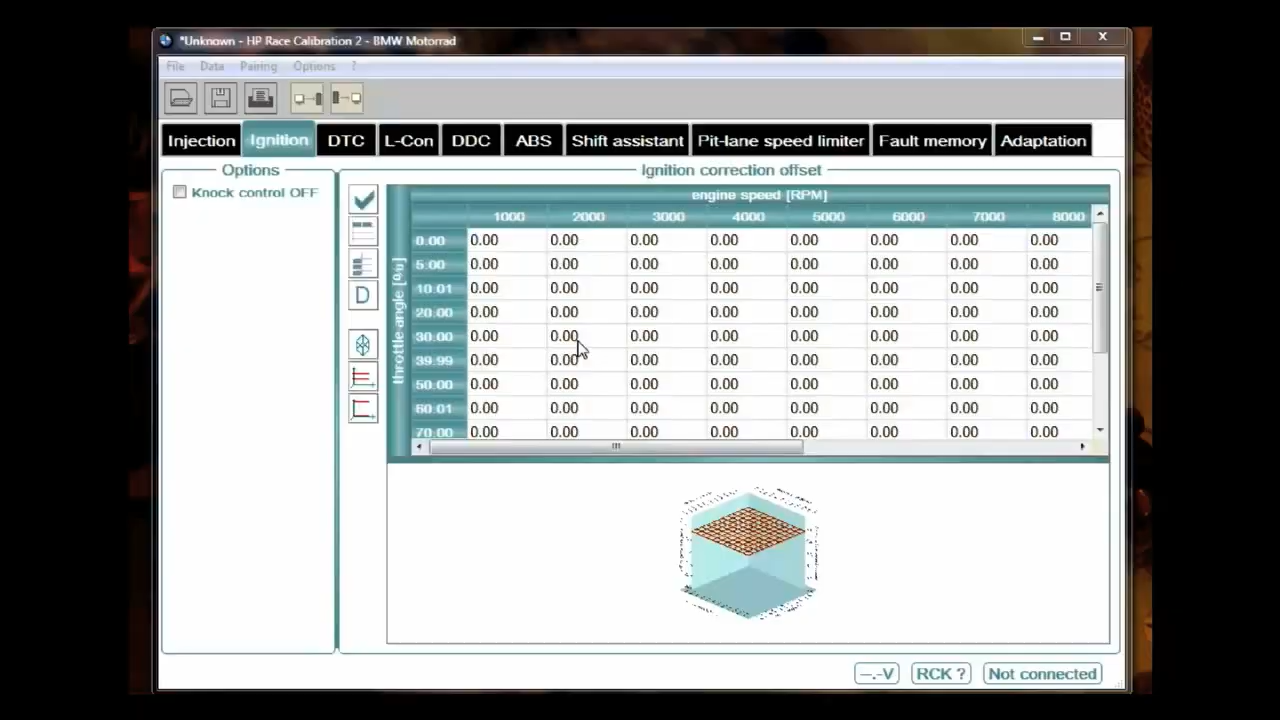 *Unknown - HP Race Calibration 2 - BMW Motorrad
File Data Pairing Options ?
Injection Ignition DTC L-Con DDC ABS Shift assistant Pit-lane speed limiter Fault memory Adaptation
Options
Knock control OFF
Ignition correction offset
engine speed [RPM]
1000 2000 3000 4000 5000 6000 7000 8000
throttle angle [%]
0.00 0.00 0.00 0.00 0.00 0.00 0.00 0.00 0.00
5.00 0.00 0.00 0.00 0.00 0.00 0.00 0.00 0.00
10.01 0.00 0.00 0.00 0.00 0.00 0.00 0.00 0.00
20.00 0.00 0.00 0.00 0.00 0.00 0.00 0.00 0.00
30.00 0.00 0.00 0.00 0.00 0.00 0.00 0.00 0.00
39.99 0.00 0.00 0.00 0.00 0.00 0.00 0.00 0.00
50.00 0.00 0.00 0.00 0.00 0.00 0.00 0.00 0.00
60.01 0.00 0.00 0.00 0.00 0.00 0.00 0.00 0.00
70.00 0.00 0.00 0.00 0.00 0.00 0.00 0.00 0.00
D
--.-V RCK ? Not connected